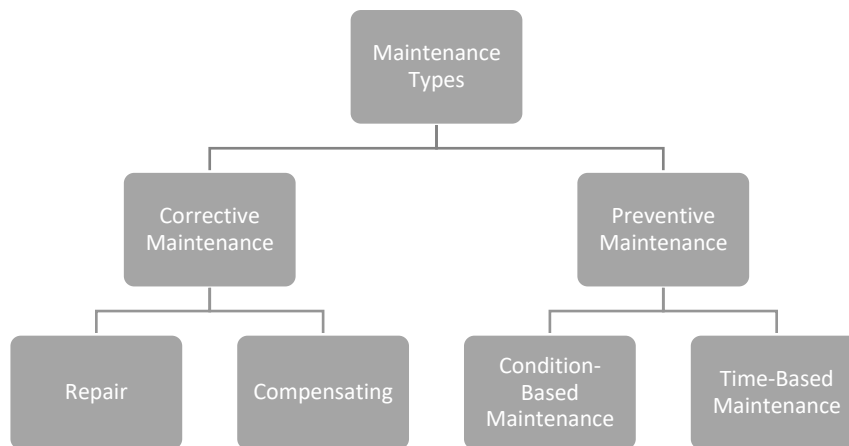 Maintenance
Types
Corrective
Maintenance
Preventive
Maintenance
Repair
Compensating
Condition-
Based
Maintenance
Time-Based
Maintenance